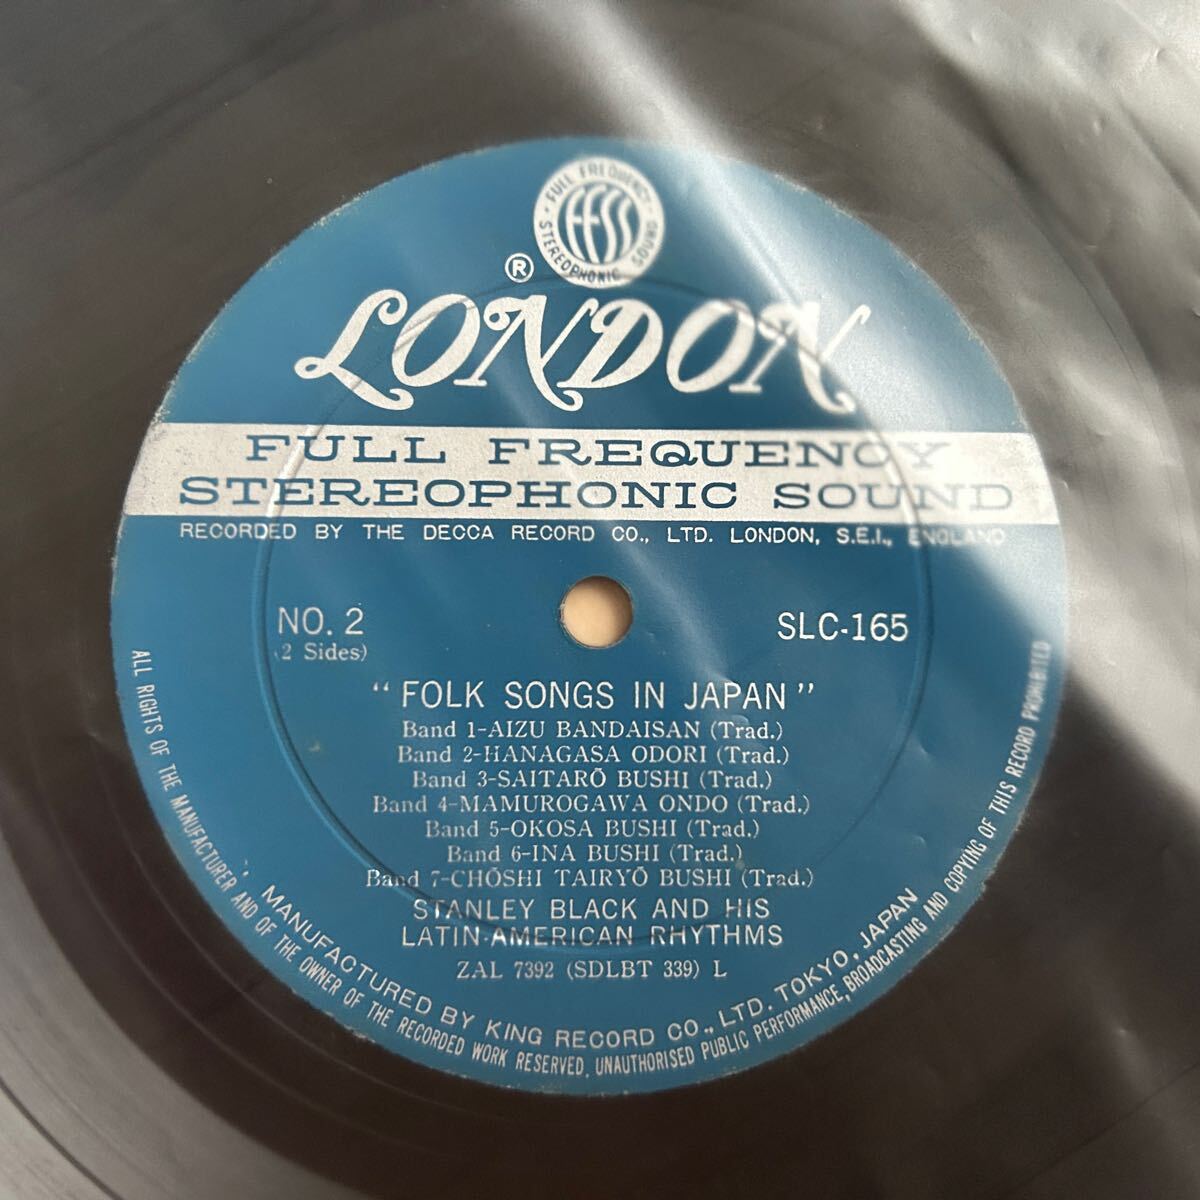 FULL FREQUENCY
STEREOPHONIC SOUND
FFSS
®
LONDON
FULL FREQUENCY
STEREOPHONIC SOUND
RECORDED BY THE DECCA RECORD CO., LTD. LONDON, S.E.I., ENGLAND
NO. 2
(2 Sides)
SLC-165
"FOLK SONGS IN JAPAN"
Band 1-AIZU BANDAISAN (Trad.)
Band 2-HANAGASA ODORI (Trad.)
Band 3-SAITARŌ BUSHI (Trad.)
Band 4-MAMUROGAWA ONDO (Trad.)
Band 5-OKOSA BUSHI (Trad.)
Band 6-INA BUSHI (Trad.)
Band 7-CHŌSHI TAIRYŌ BUSHI (Trad.)
STANLEY BLACK AND HIS
LATIN-AMERICAN RHYTHMS
ZAL 7392 (SDLBT 339) L
MANUFACTURED BY KING RECORD CO., LTD. TOKYO, JAPAN
ALL RIGHTS OF THE MANUFACTURER AND OF THE OWNER OF THE RECORDED WORK RESERVED, UNAUTHORISED PUBLIC PERFORMANCE, BROADCASTING AND COPYING OF THIS RECORD PROHIBITED